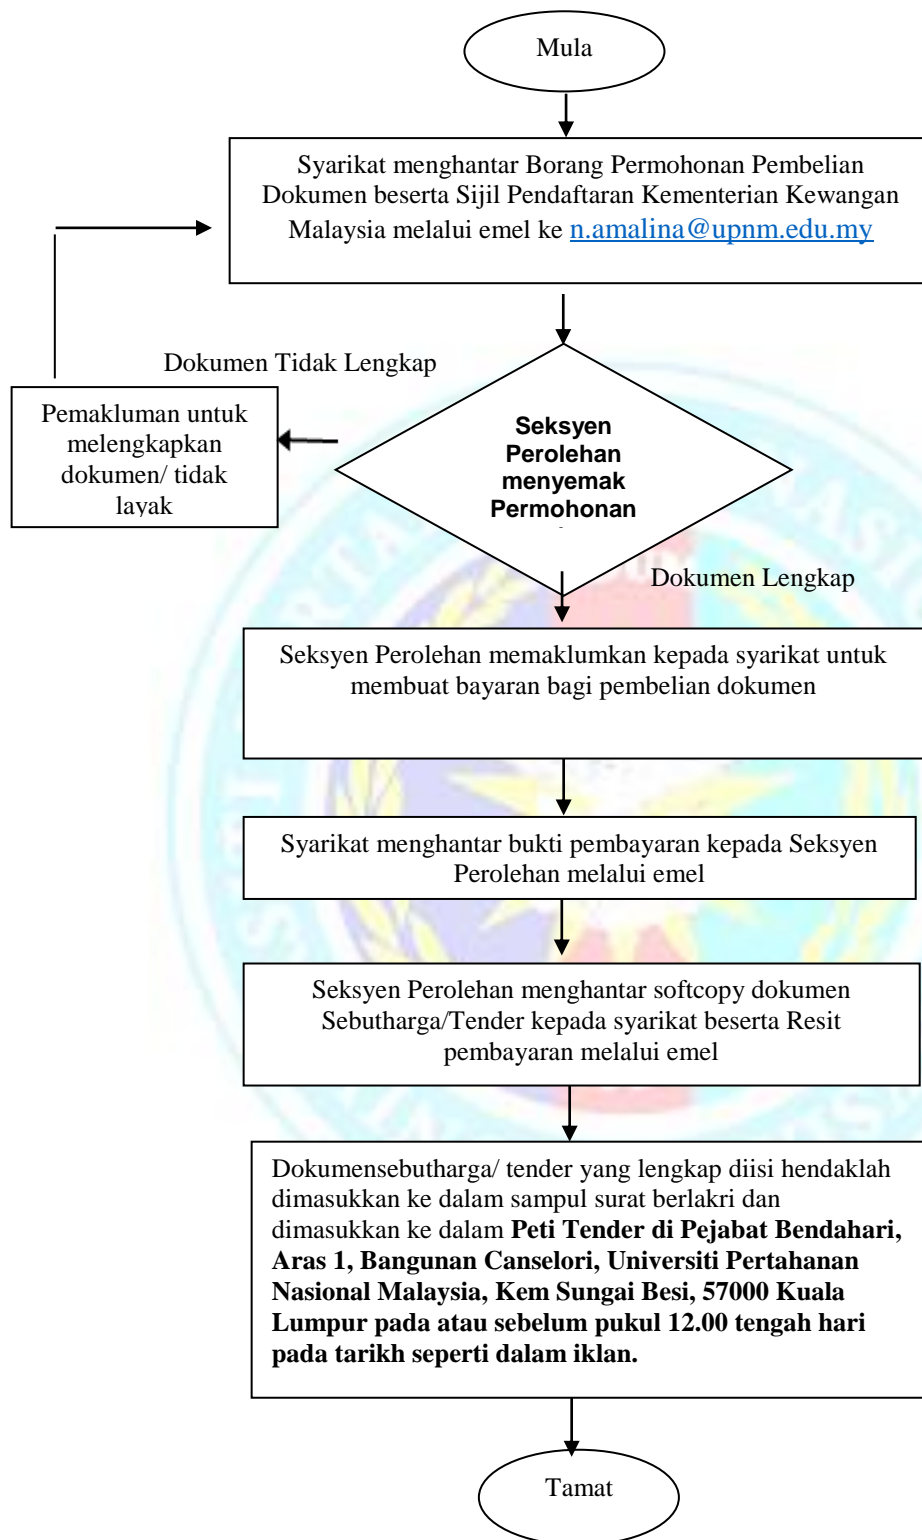 Mula
Syarikat menghantar Borang Permohonan Pembelian
Dokumen beserta Sijil Pendaftaran Kementerian Kewangan
Malaysia melalui emel ke n.amalina@upnm.edu.my
Dokumen Tidak Lengkap
Pemakluman untuk
melengkapkan
dokumen/ tidak
layak
Seksyen
Perolehan
menyemak
Permohonan
Dokumen Lengkap
Seksyen Perolehan memaklumkan kepada syarikat untuk
membuat bayaran bagi pembelian dokumen
Syarikat menghantar bukti pembayaran kepada Seksyen
Perolehan melalui emel
Seksyen Perolehan menghantar softcopy dokumen
Sebutharga/Tender kepada syarikat beserta Resit
pembayaran melalui emel
Dokumensebutharga/ tender yang lengkap diisi hendaklah
dimasukkan ke dalam sampul surat berlakri dan
dimasukkan ke dalam Peti Tender di Pejabat Bendahari,
Aras 1, Bangunan Canselori, Universiti Pertahanan
Nasional Malaysia, Kem Sungai Besi, 57000 Kuala
Lumpur pada atau sebelum pukul 12.00 tengah hari
pada tarikh seperti dalam iklan.
Tamat